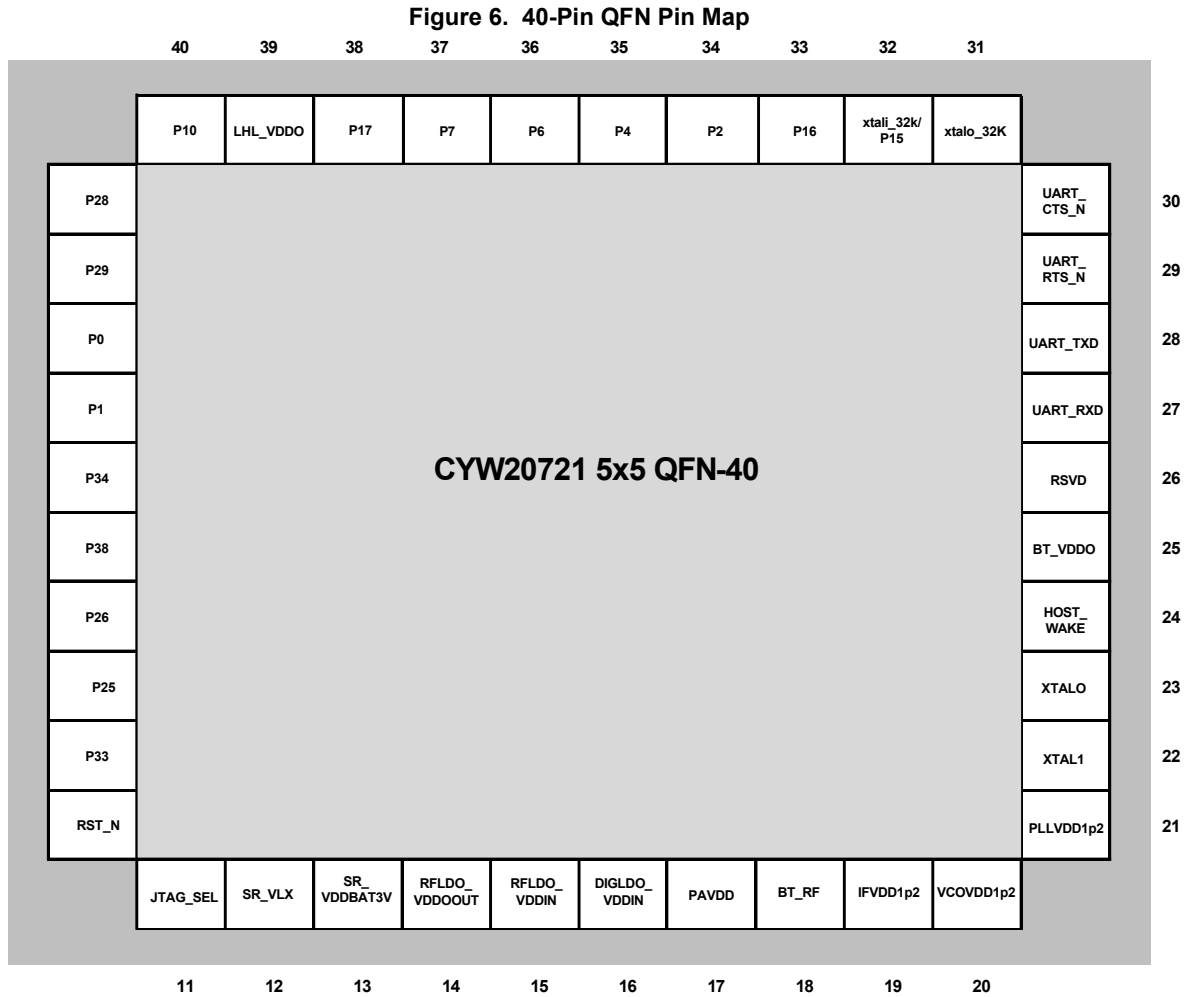 Figure 6. 40-Pin QFN Pin Map
40 39 38 37 36 35 34 33 32 31
P10 LHL_VDDO P17 P7 P6 P4 P2 P16 xtali_32k/ xtalo_32K
P15
P28 UART_ 30
CTS_N
P29 UART_ 29
RTS_N
P0 UART_TXD 28
P1 UART_RXD 27
CYW20721 5x5 QFN-40
P34 RSVD 26
P38 BT_VDDO 25
P26 HOST_ 24
WAKE
P25 XTALO 23
P33 XTAL1 22
RST_N PLLVDD1p2 21
JTAG_SEL SR_VLX SR_ RFLDO_ RFLDO_ DIGLDO_ PAVDD BT_RF IFVDD1p2 VCOVDD1p2
VDDBAT3V VDDOOUT VDDIN VDDIN
11 12 13 14 15 16 17 18 19 20